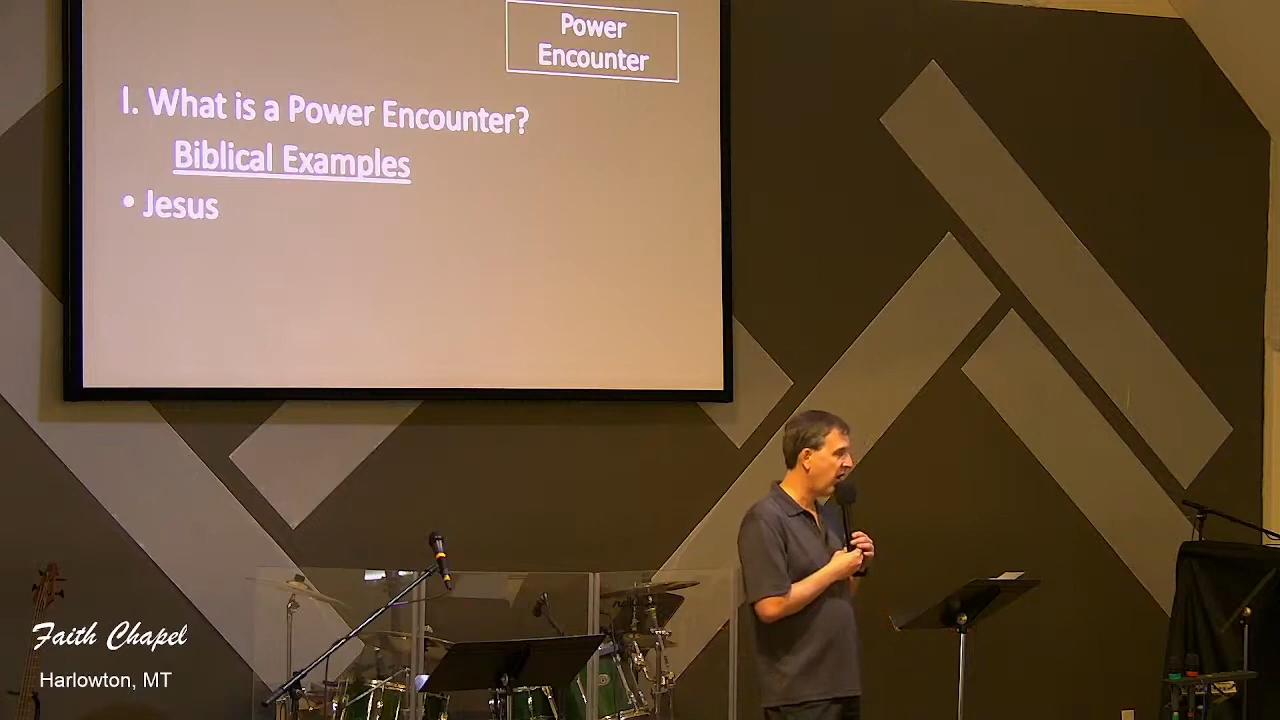 Power
Encounter
I. What is a Power Encounter?
Biblical Examples
• Jesus
Faith Chapel
Harlowton, MT